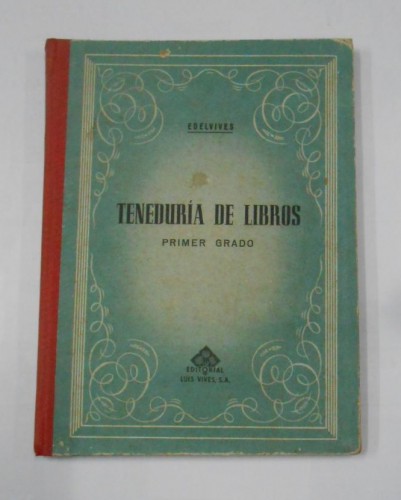 EDELVIVES
TENEDURÍA DE LIBROS
PRIMER GRADO
EDITORIAL
LUIS VIVES, S.A.